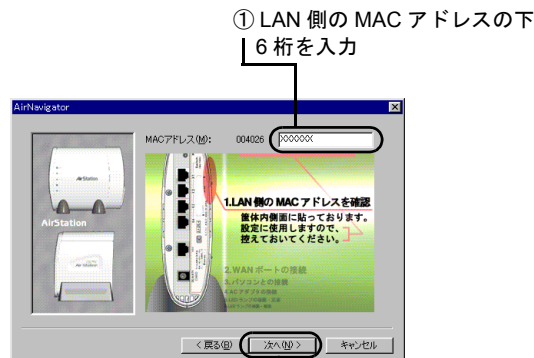 ① LAN 側の MAC アドレスの下
6 桁を入力
AirNavigator
MACアドレス(M): 004026 XXXXXX
AirStation
AirStation
1.LAN 側の MAC アドレスを確認
筐体内側面に貼っております。
設定に使用しますので、
控えておいてください。
2.WAN ポートの接続
3.パソコンとの接続
4.ACアダプタの接続
< 戻る(B)
次へ(N) >
キャンセル